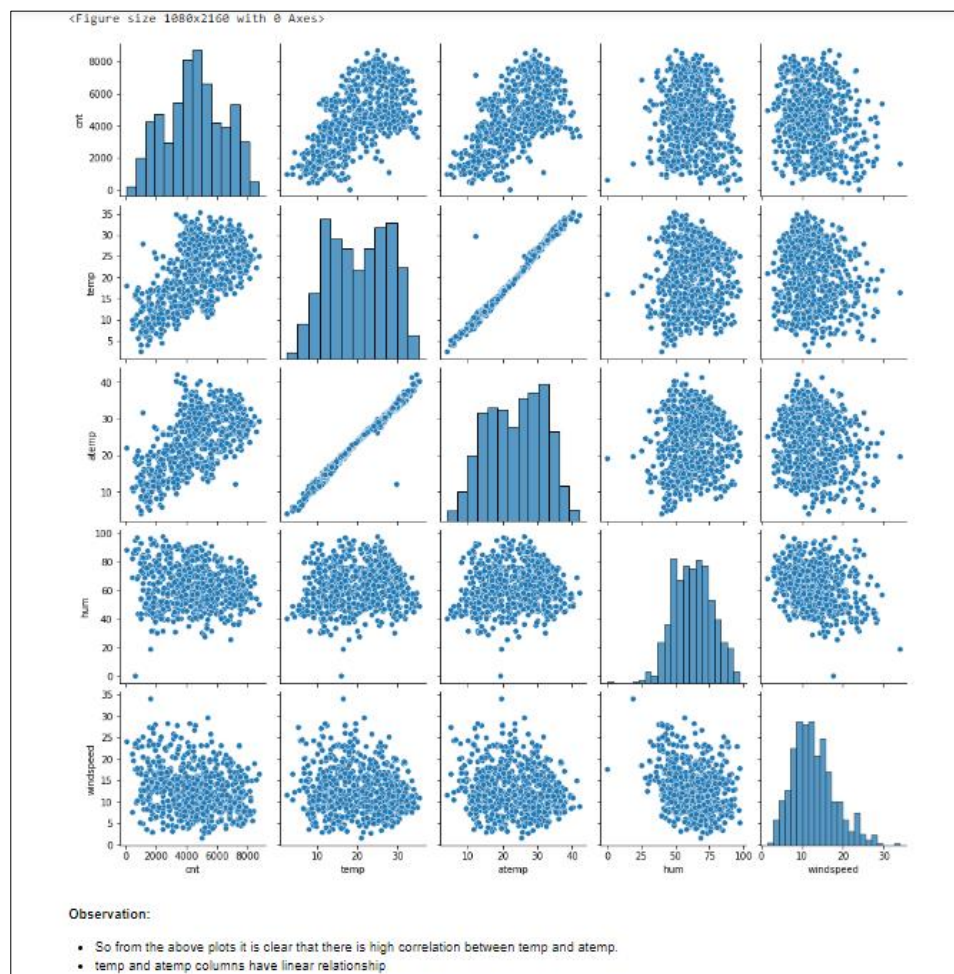 <Figure size 1080x2160 with 0 Axes>
8000
6000
4000
2000
0
cnt
35
30
25
20
15
10
5
temp
40
30
20
10
atemp
100
80
60
40
20
0
hum
35
30
25
20
15
10
5
0
windspeed
0 2000 4000 6000 8000
10 20 30
10 20 30 40
0 25 50 75 100
0 10 20 30
cnt
temp
atemp
hum
windspeed
Observation:
• So from the above plots it is clear that there is high correlation between temp and atemp.
• temp and atemp columns have linear relationship